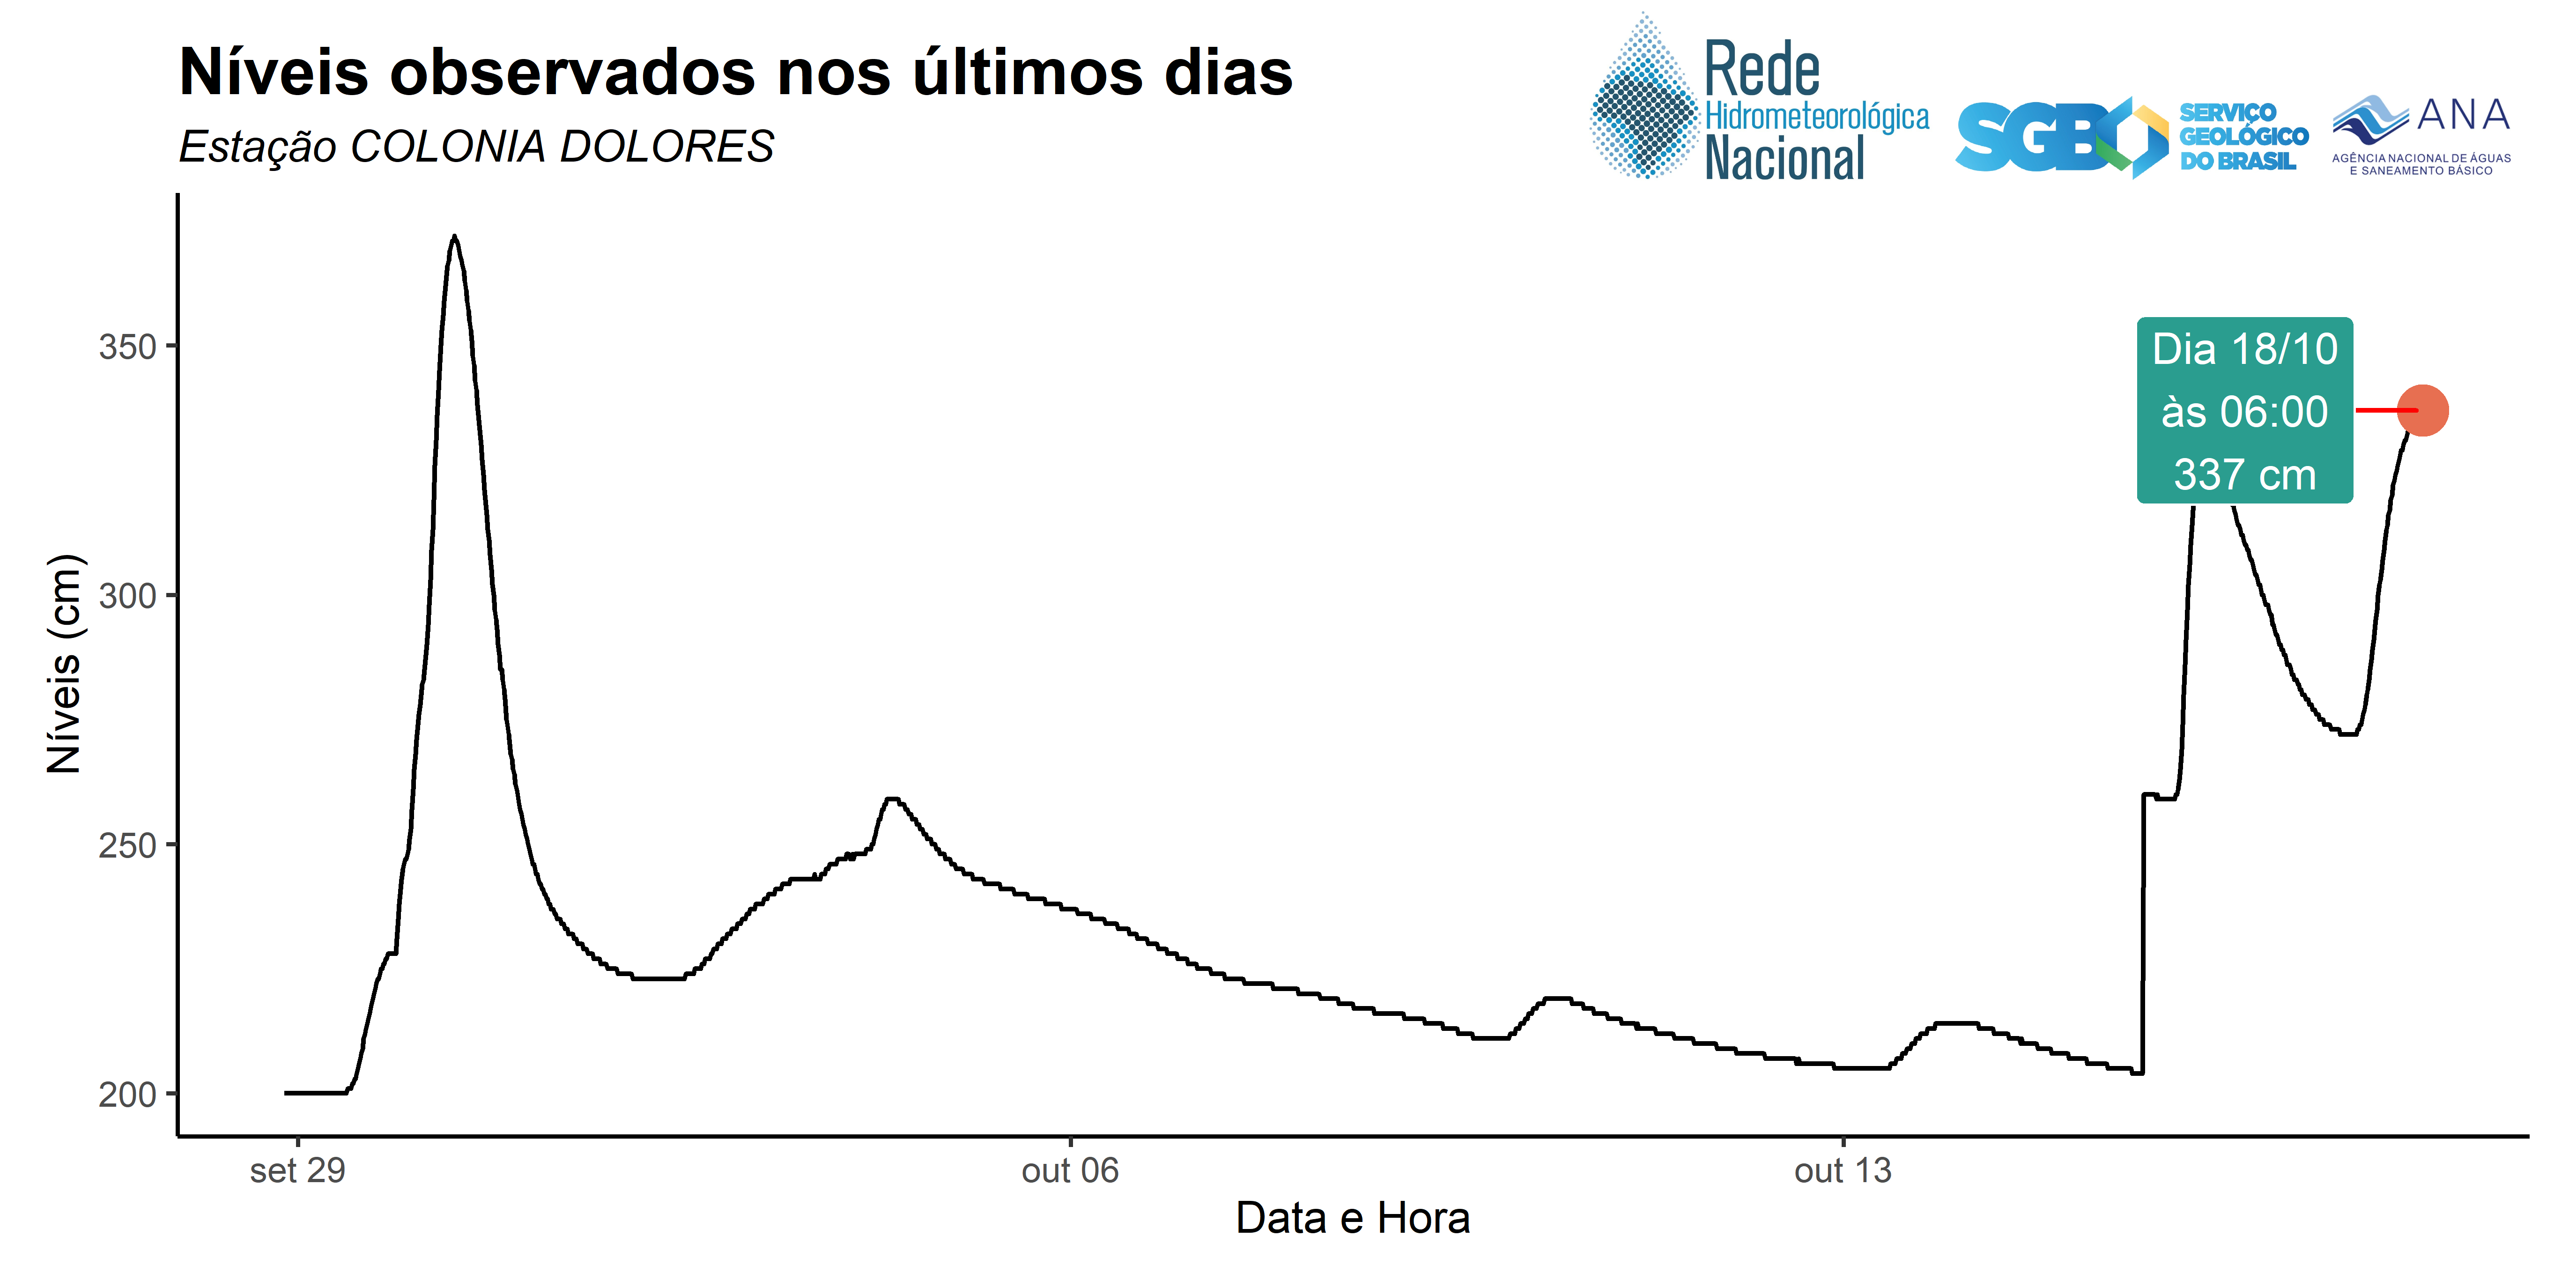 Níveis observados nos últimos dias
Estação COLONIA DOLORES
Rede
Hidrometeorológica
Nacional
SGB
SERVIÇO
GEOLÓGICO
DO BRASIL
ANA
AGÊNCIA NACIONAL DE ÁGUAS
E SANEAMENTO BÁSICO
Níveis (cm)
350
300
250
200
Dia 18/10
às 06:00
337 cm
set 29
out 06
out 13
Data e Hora